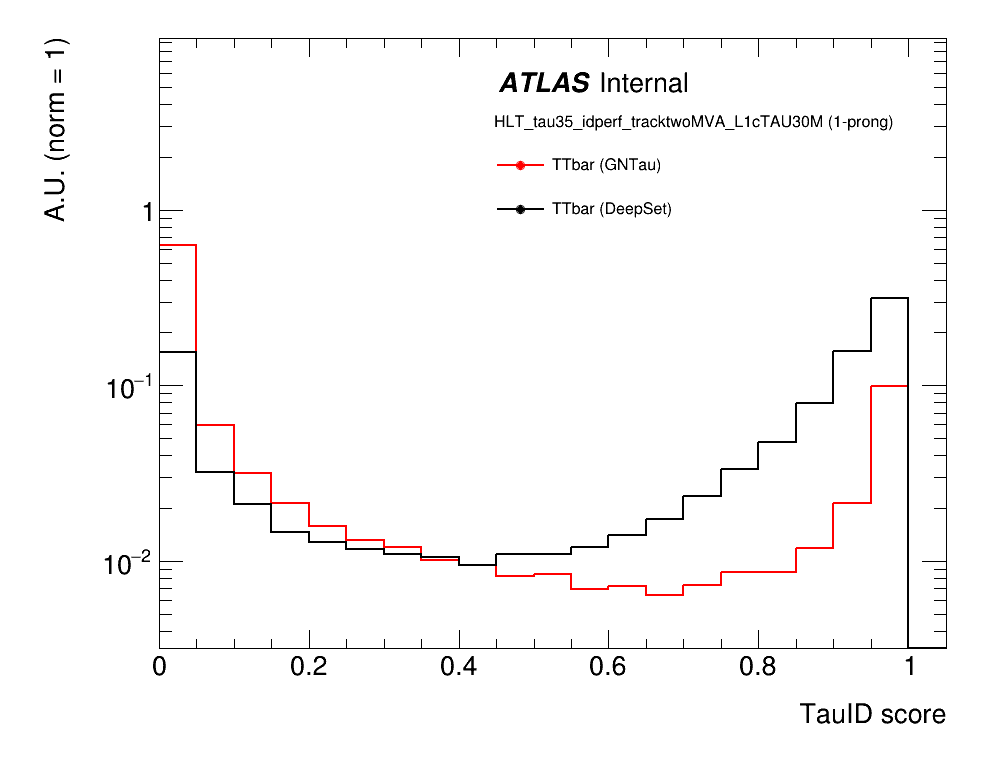 A.U. (norm = 1)
ATLAS Internal
HLT_tau35_idperf_tracktwoMVA_L1cTAU30M (1-prong)
TTbar (GNTau)
TTbar (DeepSet)
1
10⁻¹
10⁻²
0 0.2 0.4 0.6 0.8 1
TauID score